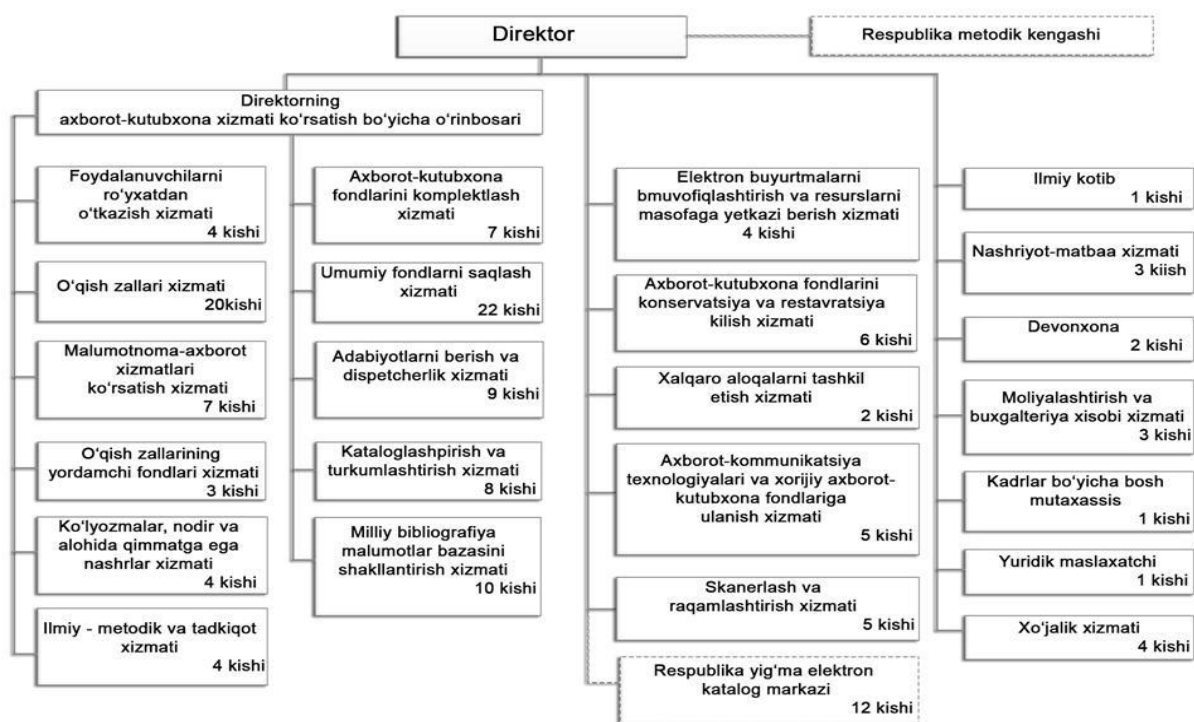 Direktor
Respublika metodik kengashi
Direktorning
axborot-kutubxona xizmati ko‘rsatish bo‘yicha o‘rinbosari
Foydalanuvchilarni
ro‘yxatdan
o‘tkazish xizmati
4 kishi
O‘qish zallari xizmati
20kishi
Malumotnoma-axborot
xizmatlari
ko‘rsatish xizmati
7 kishi
O‘qish zallarining
yordamchi fondlari xizmati
3 kishi
Ko‘lyozmalar, nodir va
alohida qimmatga ega
nashrlar xizmati
4 kishi
Ilmiy - metodik va tadkiqot
xizmati
4 kishi
Axborot-kutubxona
fondlarini komplektlash
xizmati
7 kishi
Umumiy fondlarni saqlash
xizmati
22 kishi
Adabiyotlarni berish va
dispetcherlik xizmati
9 kishi
Kataloglashpirish va
turkumlashtirish xizmati
8 kishi
Milliy bibliografiya
malumotlar bazasini
shakllantirish xizmati
10 kishi
Elektron buyurtmalarni
bmuvofiqlashtirish va resurslarni
masofaga yetkazi berish xizmati
4 kishi
Axborot-kutubxona fondlarini
konservatsiya va restavratsiya
kilish xizmati
6 kishi
Xalqaro aloqalarni tashkil
etish xizmati
2 kishi
Axborot-kommunikatsiya
texnologiyalari va xorijiy axborot-
kutubxona fondlariga
ulanish xizmati
5 kishi
Skanerlash va
raqamlashtirish xizmati
5 kishi
Respublika yig‘ma elektron
katalog markazi
12 kishi
Ilmiy kotib
1 kishi
Nashriyot-matbaa xizmati
3 kiish
Devonxona
2 kishi
Moliyalashtirish va
buxgalteriya xisobi xizmati
3 kishi
Kadrlar bo‘yicha bosh
mutaxassis
1 kishi
Yuridik maslaxatchi
1 kishi
Xo‘jalik xizmati
4 kishi